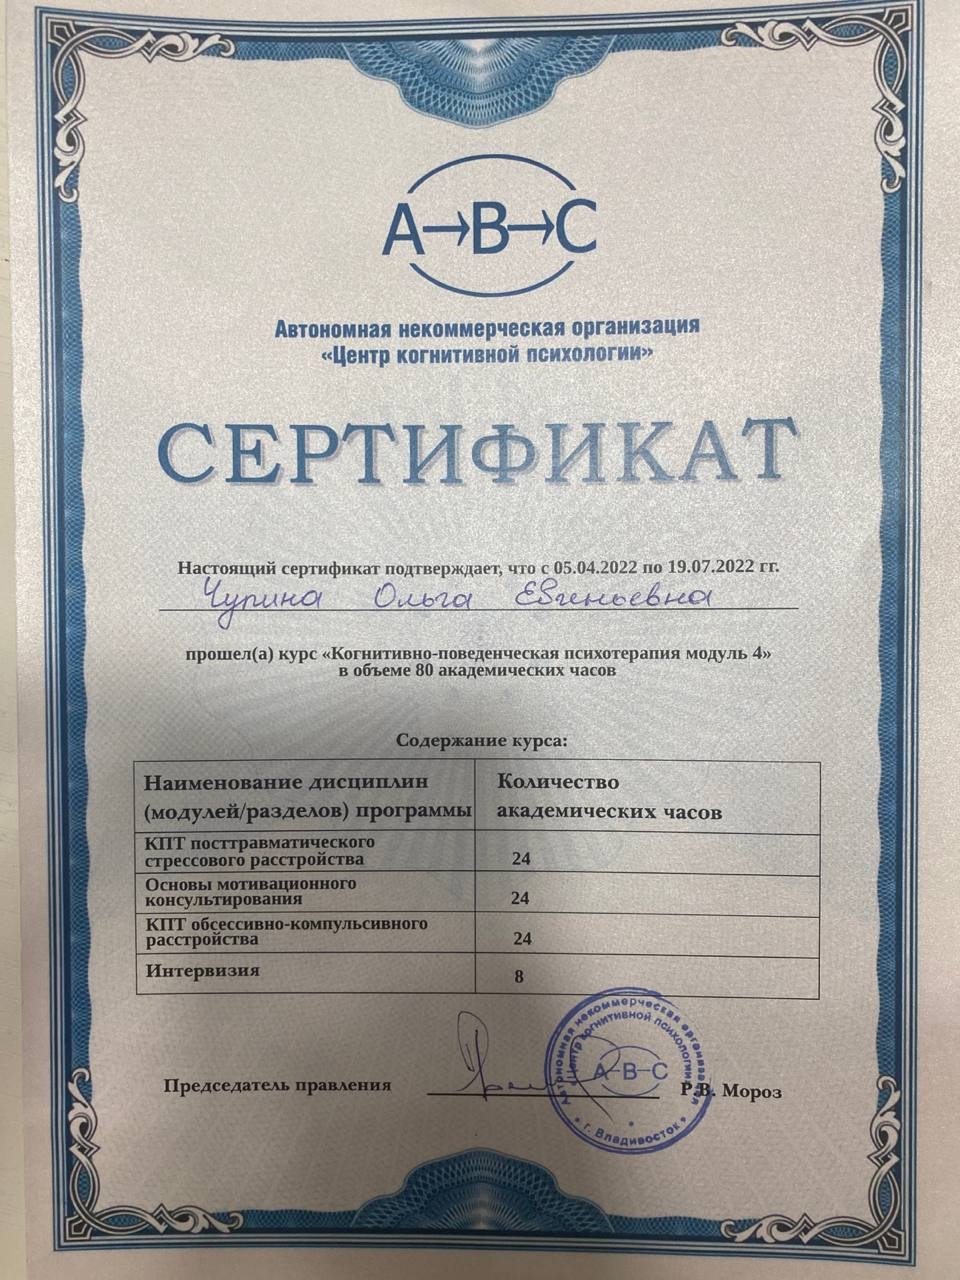 A→B→C
Автономная некоммерческая организация
«Центр когнитивной психологии»
СЕРТИФИКАТ
Настоящий сертификат подтверждает, что с 05.04.2022 по 19.07.2022 гг.
Чупина Ольга Евгеньевна
прошел(а) курс «Когнитивно-поведенческая психотерапия модуль 4»
в объеме 80 академических часов
Содержание курса:
Наименование дисциплин
(модулей/разделов) программы
Количество
академических часов
КПТ посттравматического
стрессового расстройства
24
Основы мотивационного
консультирования
24
КПТ обсессивно-компульсивного
расстройства
24
Интервизия
8
Председатель правления
Р.В. Мороз
Автономная некоммерческая организация
«Центр когнитивной психологии»
А-В-С
г. Владивосток